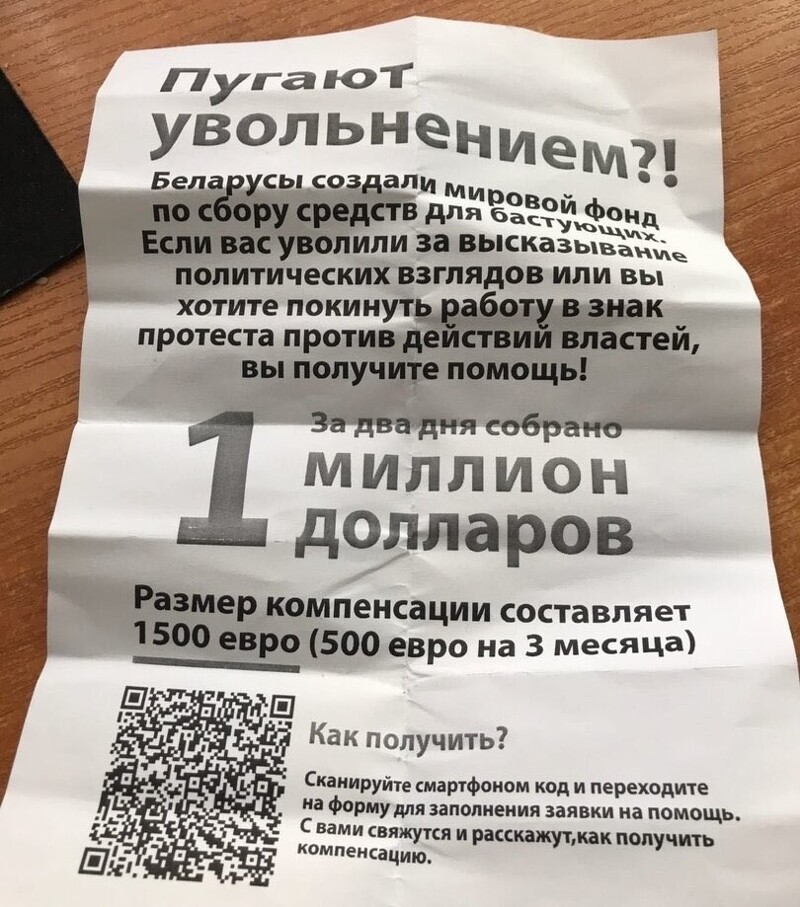 Пугают
увольнением?!
Беларусы создали мировой фонд
по сбору средств для бастующих.
Если вас уволили за высказывание
политических взглядов или вы
хотите покинуть работу в знак
протеста против действий властей,
вы получите помощь!
1 За два дня собрано
миллион
долларов
Размер компенсации составляет
1500 евро (500 евро на 3 месяца)
Как получить?
Сканируйте смартфоном код и переходите
на форму для заполнения заявки на помощь.
С вами свяжутся и расскажут,как получить
компенсацию.